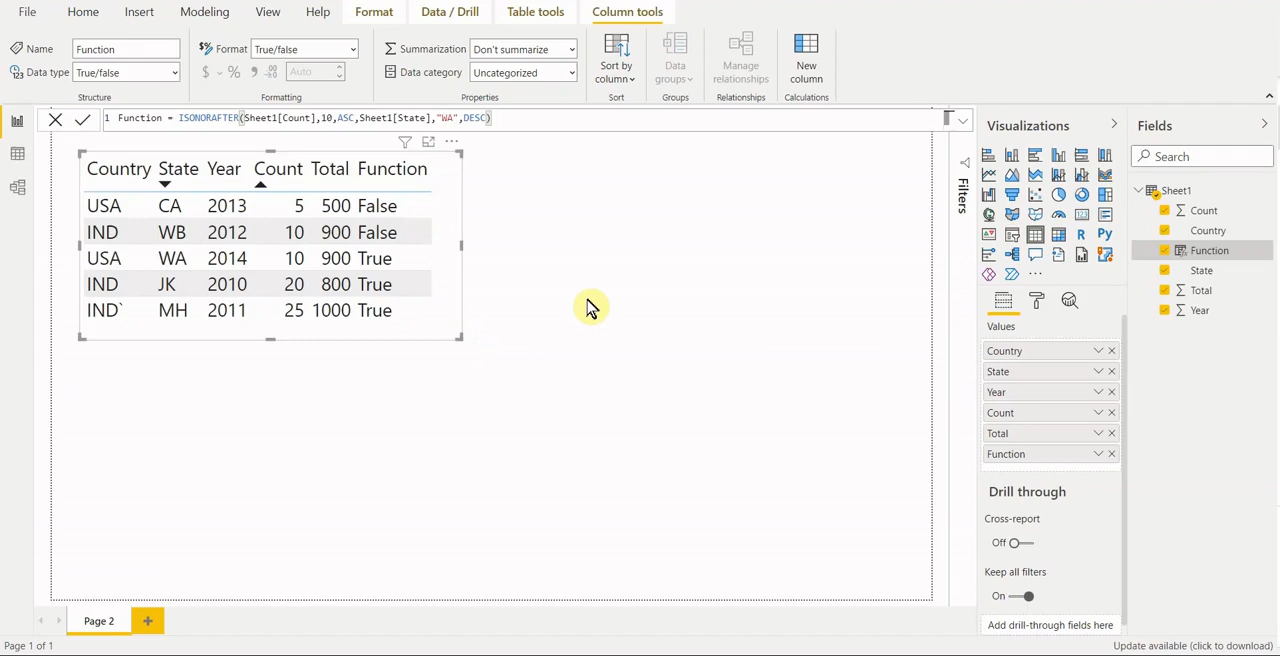 File Home Insert Modeling View Help Format Data / Drill Table tools Column tools
Name Function
Data type True/false
Structure
Format True/false
$ % 9 .00 Auto
Formatting
Summarization Don't summarize
Data category Uncategorized
Properties
Sort by column
Sort
Data groups
Groups
Manage relationships
Relationships
New column
Calculations
1 Function = ISONORAFTER(Sheet1[Count],10,ASC,Sheet1[State],"WA",DESC)
Country State Year Count Total Function
USA CA 2013 5 500 False
IND WB 2012 10 900 False
USA WA 2014 10 900 True
IND JK 2010 20 800 True
IND` MH 2011 25 1000 True
Filters
Visualizations
R Py
Values
Country
State
Year
Count
Total
Function
Drill through
Cross-report
Off
Keep all filters
On
Add drill-through fields here
Fields
Search
Sheet1
Count
Country
Function
State
Total
Year
Page 2
Page 1 of 1
Update available (click to download)